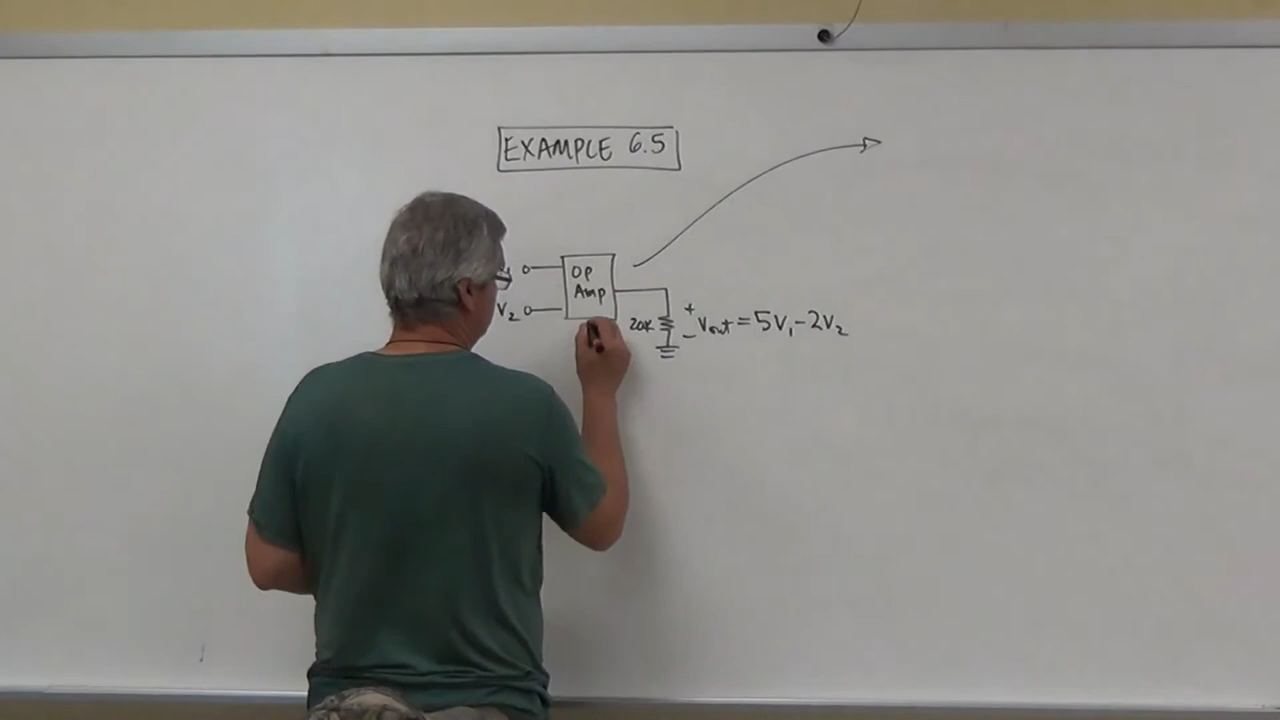 EXAMPLE 6.5
OP
Amp
V₂
20K
+
- Vout = 5V₁ - 2V₂